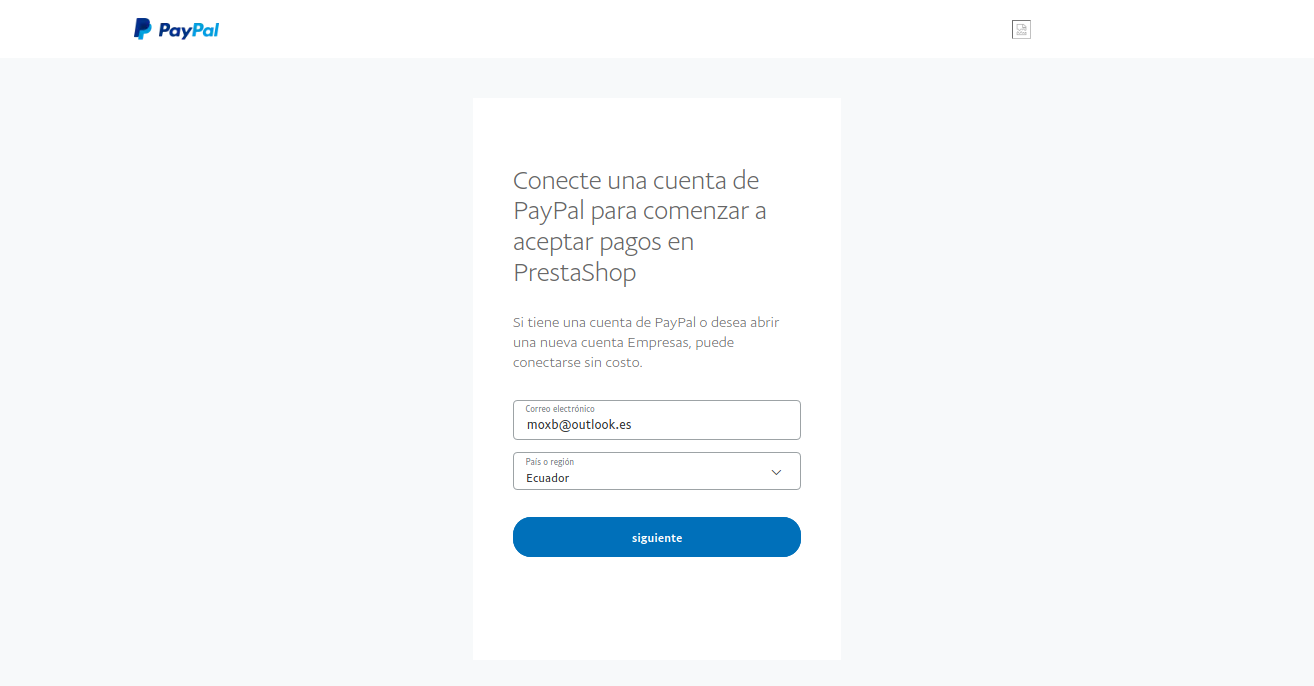 PayPal
Conecte una cuenta de
PayPal para comenzar a
aceptar pagos en
PrestaShop
Si tiene una cuenta de PayPal o desea abrir
una nueva cuenta Empresas, puede
conectarse sin costo.
Correo electrónico
moxb@outlook.es
País o región
Ecuador
siguiente